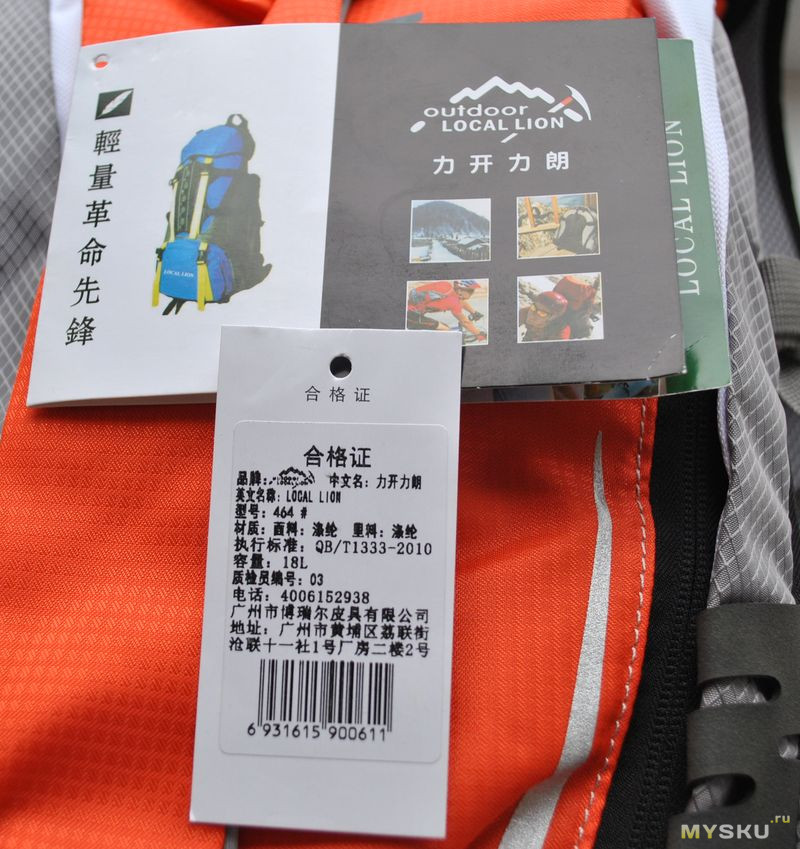 輕量革命先鋒
LOCAL LION
outdoor
LOCAL LION
力开力朗
LOCAL LION
合格证
合格证
品牌: 中文名: 力开力朗
英文名称: LOCAL LION
型号: 464 #
材质: 面料: 涤纶 里料: 涤纶
执行标准: QB/T1333-2010
容量: 18L
质检员编号: 03
电话: 4006152938
广州市博瑞尔皮具有限公司
地址: 广州市黄埔区荔联街
沧联十一社1号厂房二楼2号
6 931615 900611
MYSKU.ru